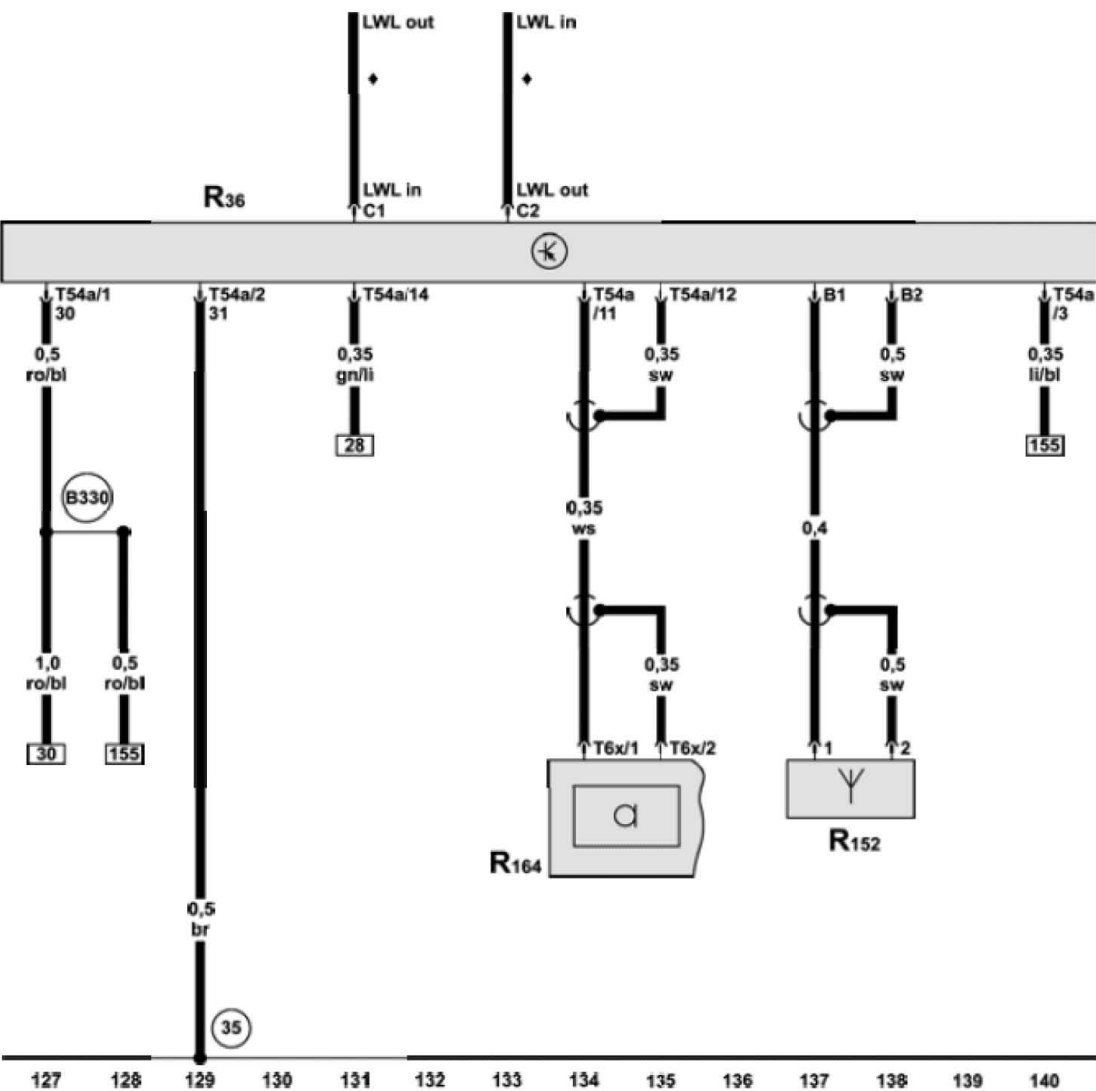 LWL out
LWL in
LWL in
LWL out
R36
C1
C2
T54a/1
T54a/2
T54a/14
T54a
T54a/12
B1
B2
T54a
30
31
/11
/3
0,5
0,35
0,35
0,5
0,35
ro/bl
gn/li
sw
sw
li/bl
28
155
B330
0,35
ws
0,4
1,0
0,5
0,35
0,5
ro/bl
ro/bl
sw
sw
30
155
T6x/1
T6x/2
1
2
a
R152
R164
0,5
br
35
127 128 129 130 131 132 133 134 135 136 137 138 139 140